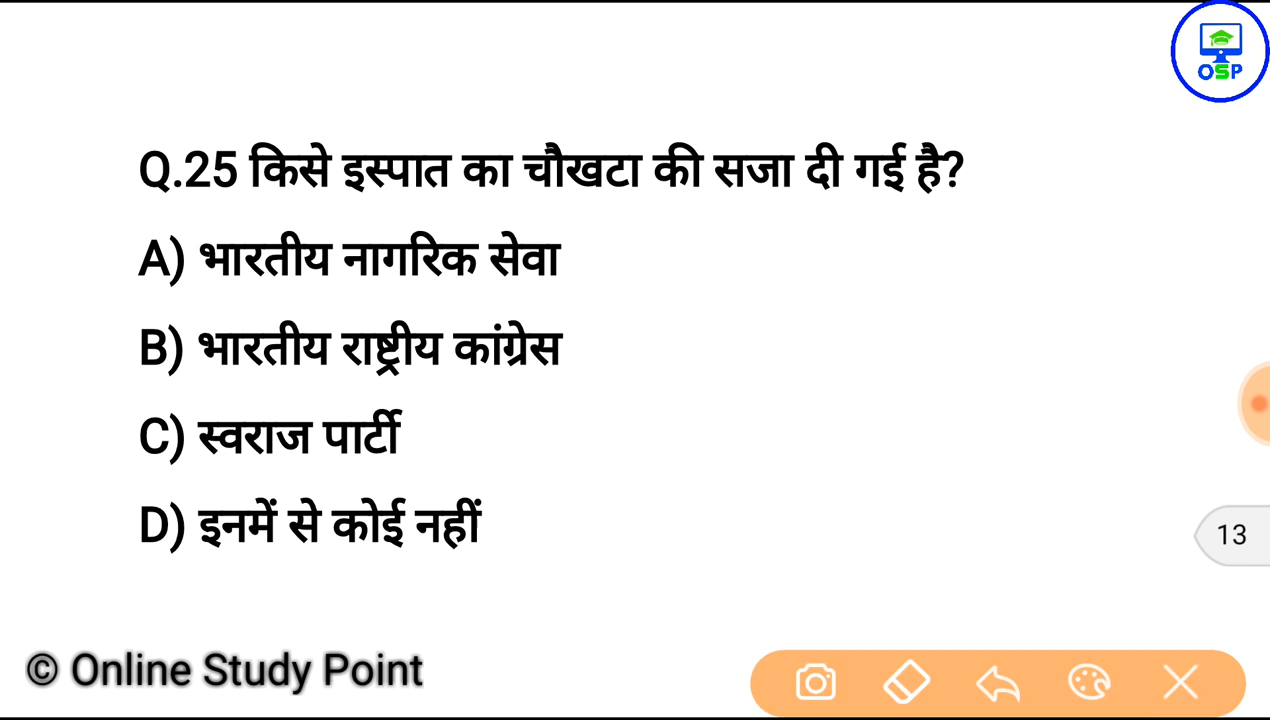 OSP
Q.25 किसे इस्पात का चौखटा की सजा दी गई है?
A) भारतीय नागरिक सेवा
B) भारतीय राष्ट्रीय कांग्रेस
C) स्वराज पार्टी
D) इनमें से कोई नहीं
13
© Online Study Point